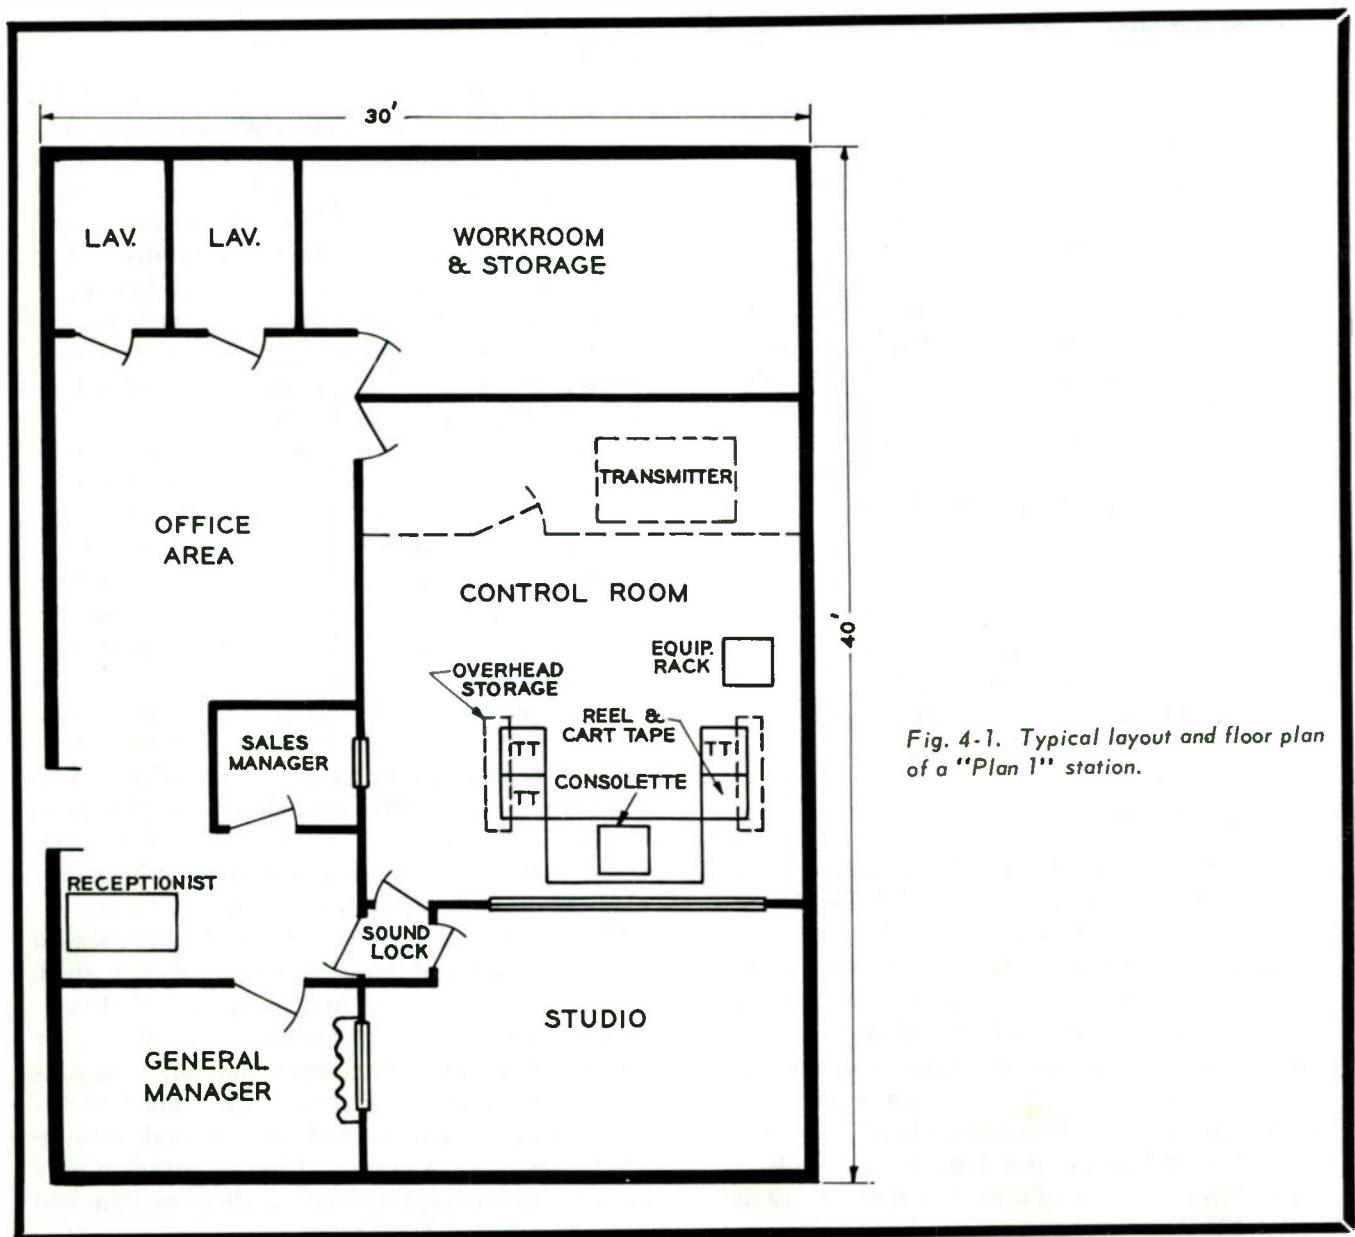 30'
LAV.
LAV.
WORKROOM
& STORAGE
TRANSMITTER
OFFICE
AREA
CONTROL ROOM
40'
EQUIP.
RACK
OVERHEAD
STORAGE
REEL &
CART TAPE
SALES
MANAGER
TT
TT
TT
CONSOLETTE
Fig. 4-1. Typical layout and floor plan
of a "Plan 1" station.
RECEPTIONIST
SOUND
LOCK
STUDIO
GENERAL
MANAGER